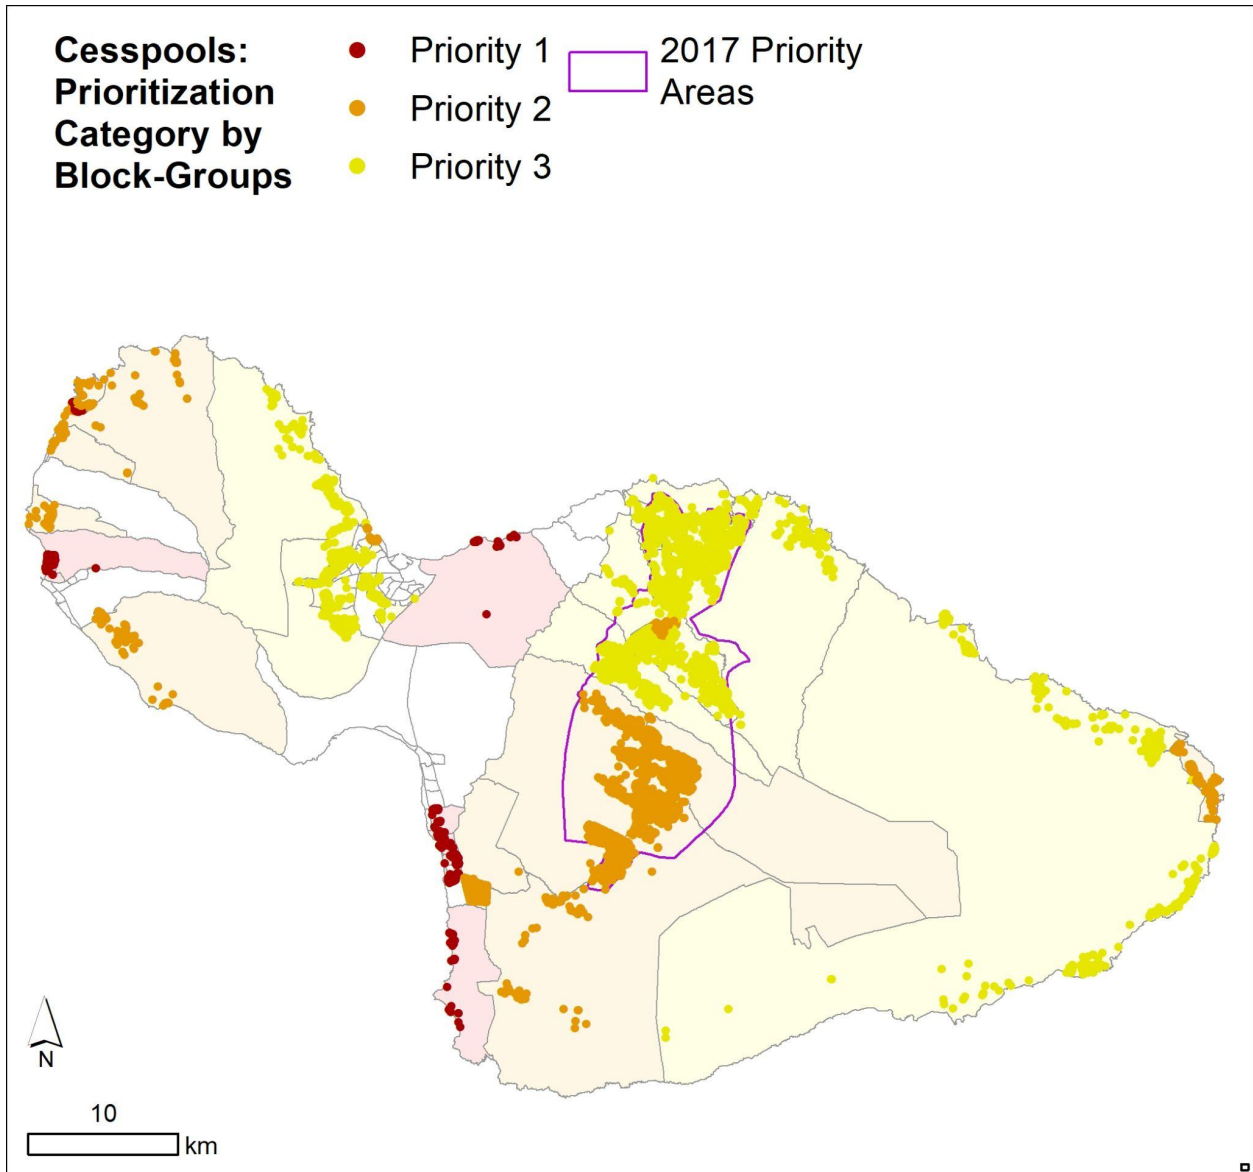 Cesspools:
Prioritization
Category by
Block-Groups
Priority 1
Priority 2
Priority 3
2017 Priority
Areas
N
10
km